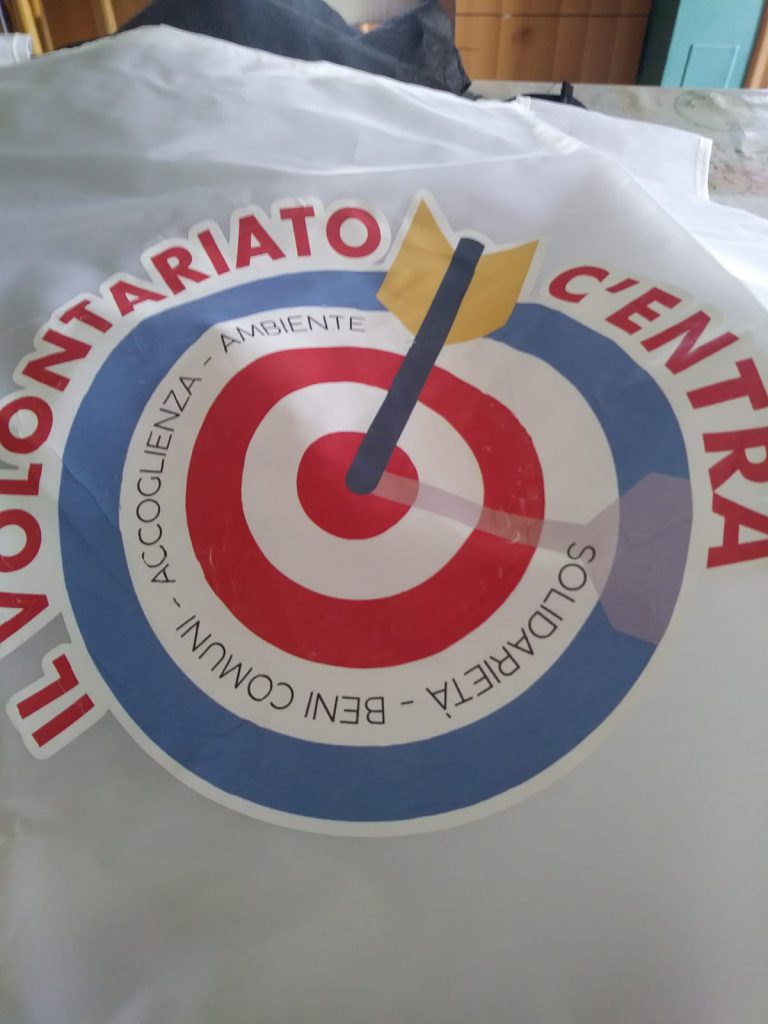 IL VOLONTARIATO C'ENTRA
SOLIDARIETÀ - BENI COMUNI - ACCOGLIENZA - AMBIENTE